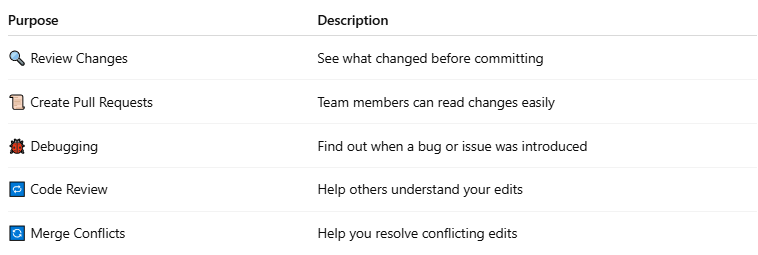 Purpose Description
🔍 Review Changes See what changed before committing
📜 Create Pull Requests Team members can read changes easily
🐞 Debugging Find out when a bug or issue was introduced
🔁 Code Review Help others understand your edits
🔄 Merge Conflicts Help you resolve conflicting edits